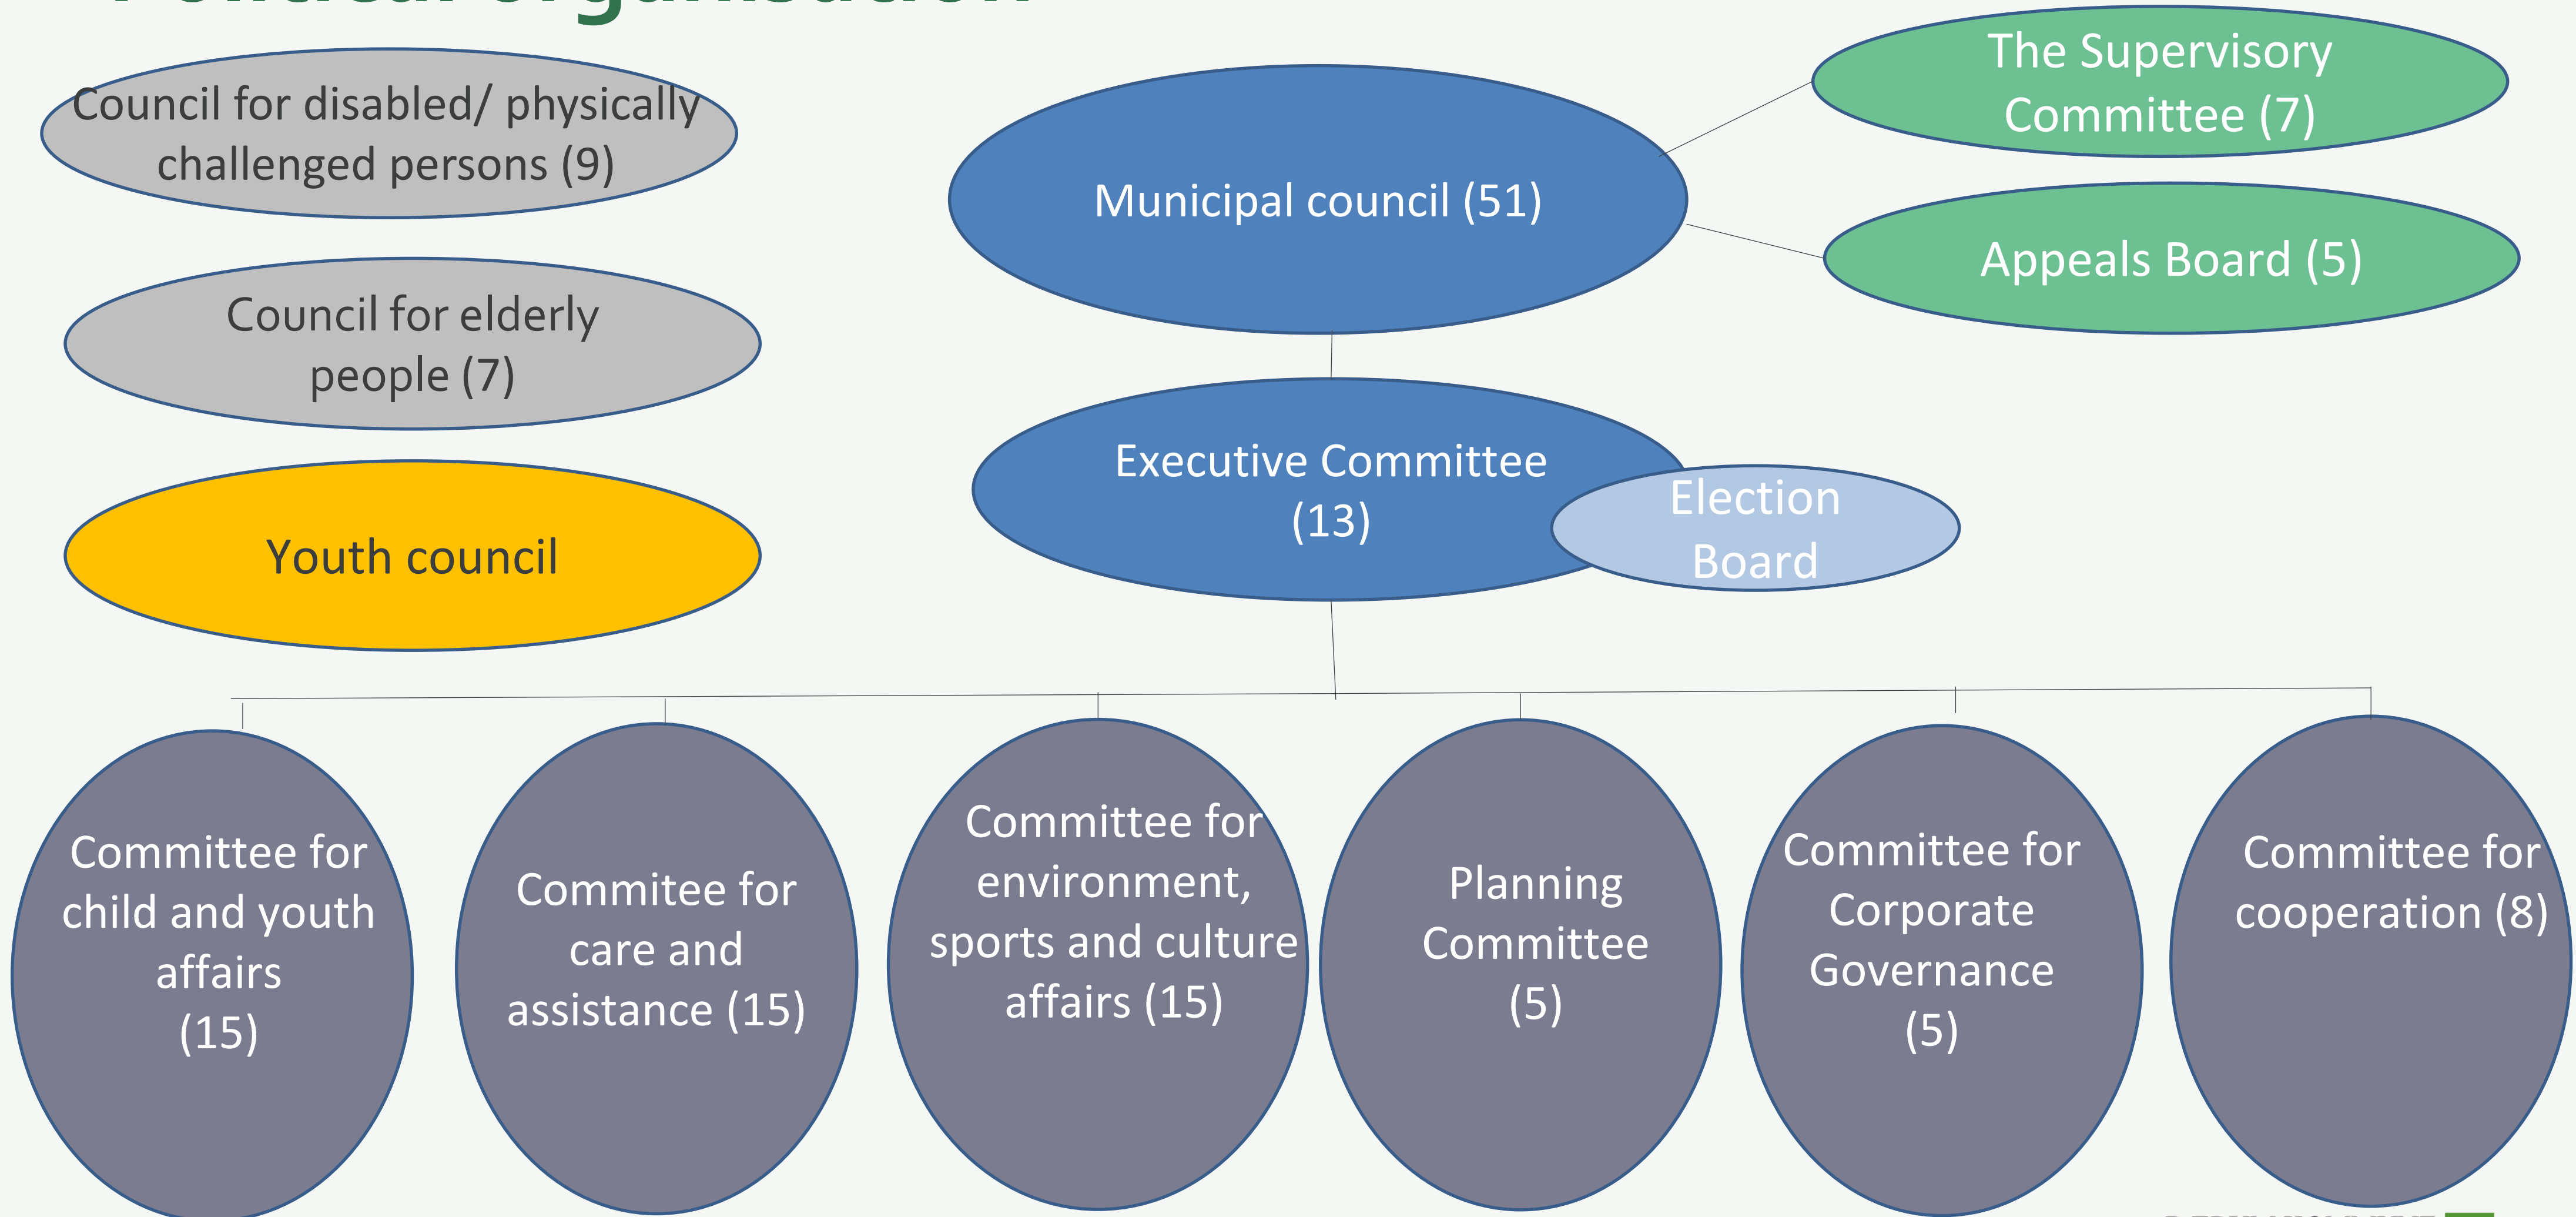 Political organisation
Council for disabled/ physically
challenged persons (9)
Council for elderly
people (7)
Youth council
Municipal council (51)
The Supervisory
Committee (7)
Appeals Board (5)
Executive Committee
(13)
Election
Board
Committee for
child and youth
affairs
(15)
Commitee for
care and
assistance (15)
Committee for
environment,
sports and culture
affairs (15)
Planning
Committee
(5)
Committee for
Corporate
Governance
(5)
Committee for
cooperation (8)